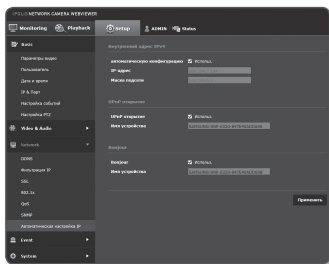 iPOLiS NETWORK CAMERA WEBVIEWER
Monitoring
Playback
Setup
ADMIN
Status
Basic
Параметры видео
Пользователь
Дата и время
IP & Порт
Настройка событий
Настройка PTZ
Video & Audio
Network
DDNS
Фильтрация IP
SSL
802.1x
QoS
SNMP
Автоматическая настройка IP
Event
System
Внутренний адрес IPv4
автоматическую конфигурацию
Использ.
IP-адрес
Маска подсети
UPnP открытие
UPnP открытие
Использ.
Имя устройства
Bonjour
Bonjour
Использ.
Имя устройства
Применить